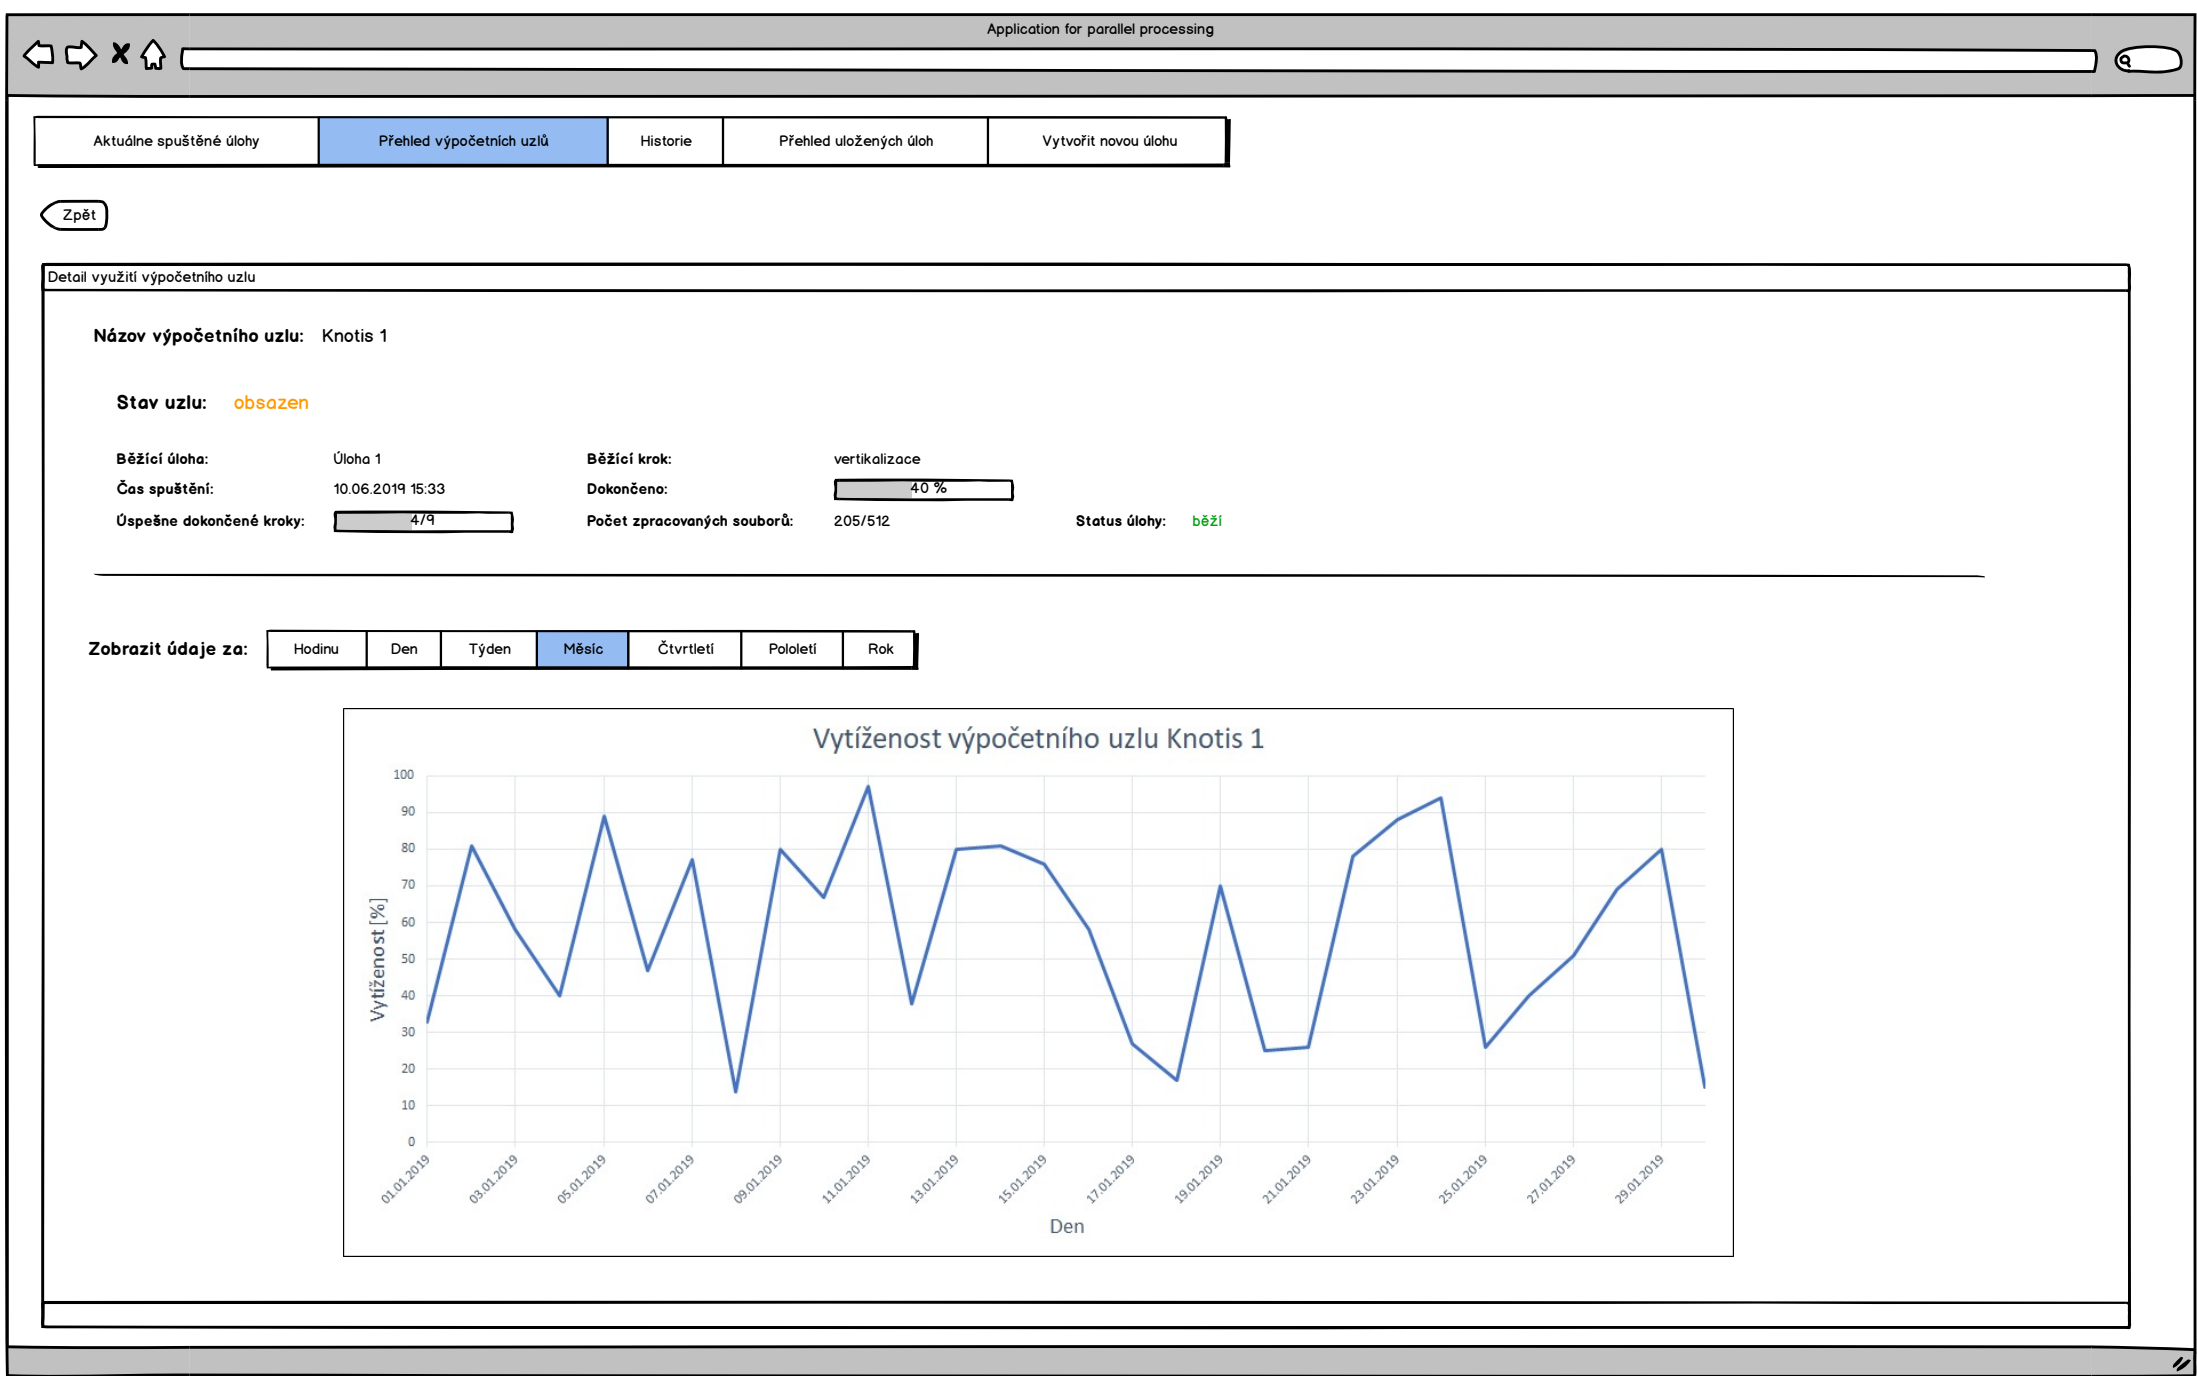 Application for parallel processing
Aktuálne spuštěné úlohy Přehled výpočetních uzlů Historie Přehled uložených úloh Vytvořit novou úlohu
Zpět
Detail využití výpočetního uzlu
Názov výpočetního uzlu: Knotis 1
Stav uzlu: obsazen
Běžící úloha: Úloha 1 Běžící krok: vertikalizace
Čas spuštění: 10.06.2019 15:33 Dokončeno: 40 %
Úspešne dokončené kroky: 4/9 Počet zpracovaných souborů: 205/512 Status úlohy: běží
Zobrazit údaje za: Hodinu Den Týden Měsíc Čtvrtletí Pololetí Rok
Vytíženost výpočetního uzlu Knotis 1
100
90
80
70
60
50
40
30
20
10
0
Vytíženost [%]
01.01.2019 03.01.2019 05.01.2019 07.01.2019 09.01.2019 11.01.2019 13.01.2019 15.01.2019 17.01.2019 19.01.2019 21.01.2019 23.01.2019 25.01.2019 27.01.2019 29.01.2019
Den